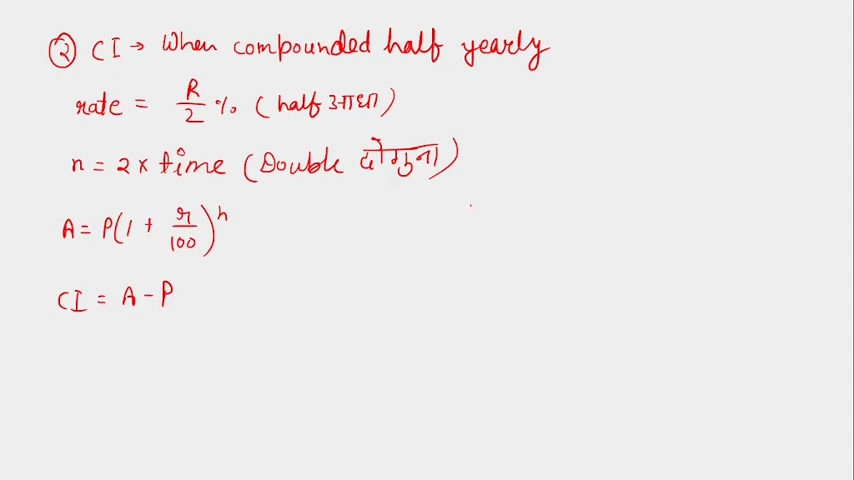 ② CI → When compounded half yearly
rate = R/2 % (half आधा)
n = 2 × time (Double दोगुना)
A = P(1 + r/100)^n
CI = A - P